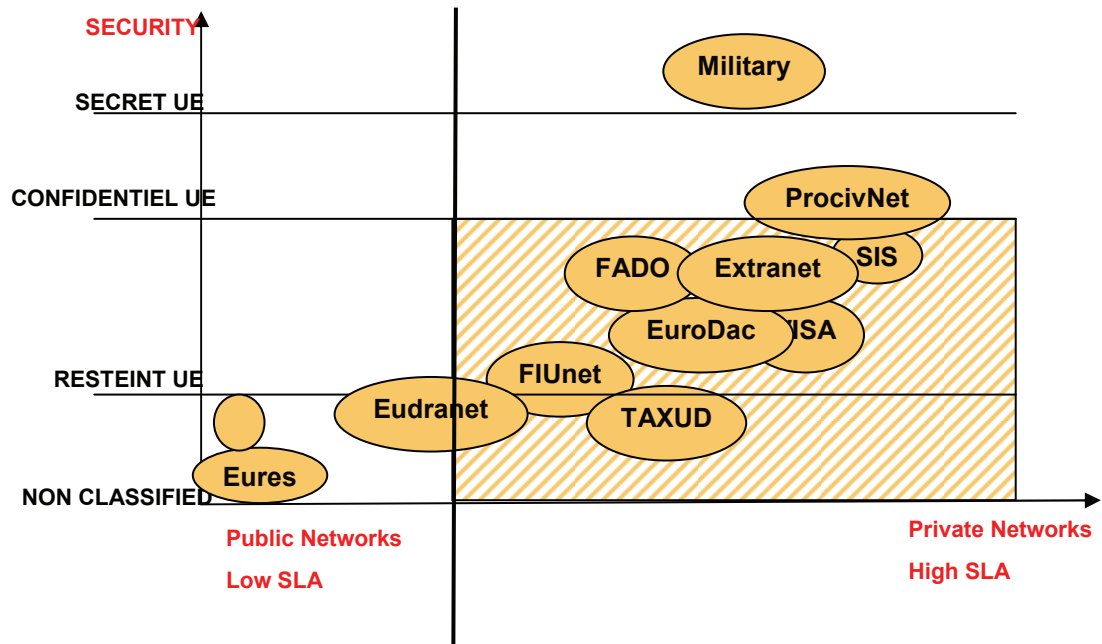 SECURITY
Military
SECRET UE
CONFIDENTIEL UE
ProcivNet
FADO
Extranet
SIS
EuroDac
ISA
RESTEINT UE
FIUnet
Eudranet
TAXUD
Eures
NON CLASSIFIED
Public Networks
Low SLA
Private Networks
High SLA